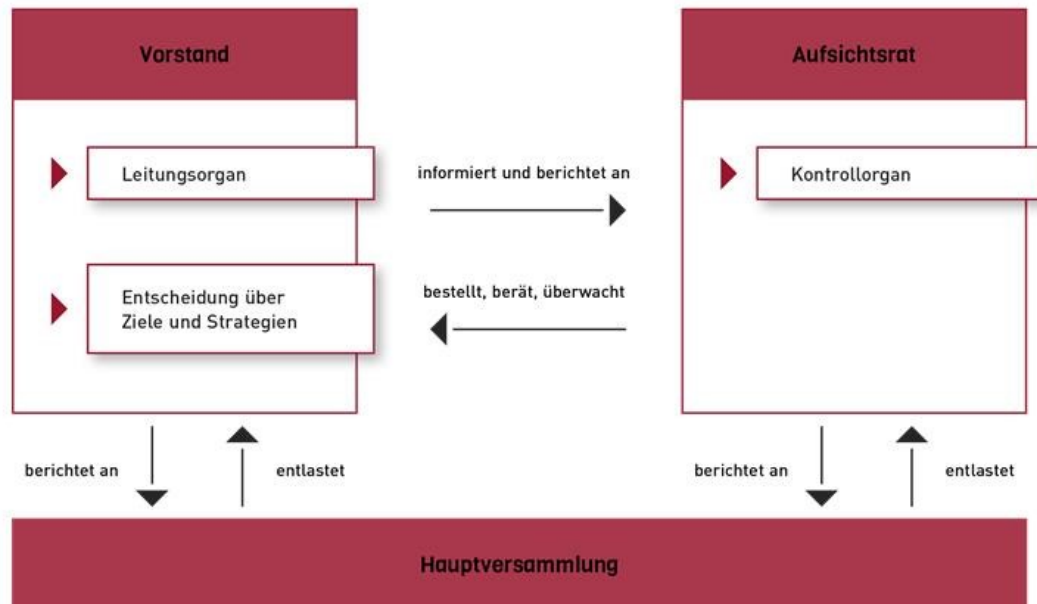 Vorstand
Aufsichtsrat
Leitungsorgan
informiert und berichtet an
Kontrollorgan
Entscheidung über
Ziele und Strategien
bestellt, berät, überwacht
berichtet an
entlastet
berichtet an
entlastet
Hauptversammlung